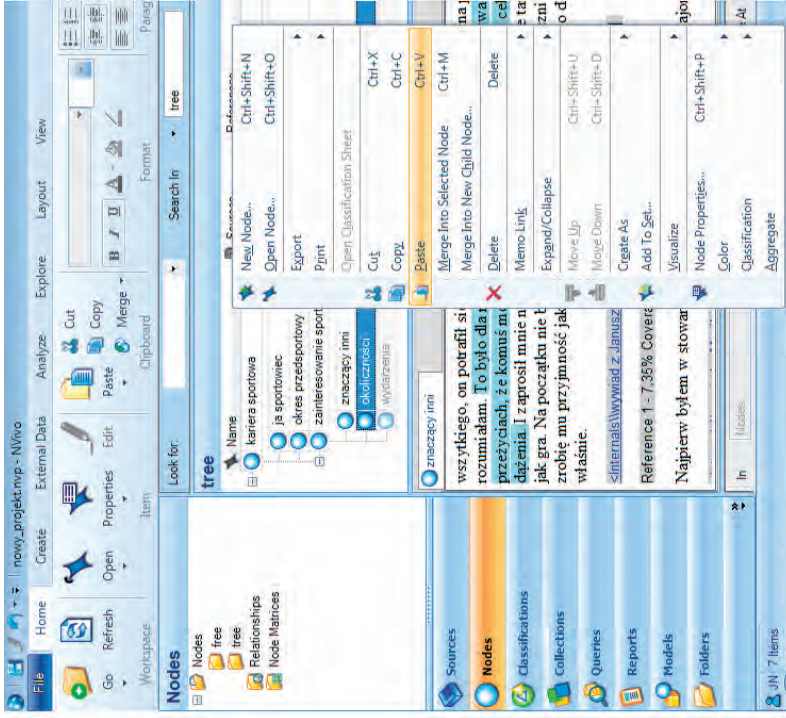 nowy_projekt.nvp - NVivo
File Home Create External Data Analyze Explore Layout View
Go Refresh Open Properties Edit Paste Cut Copy Merge B I U A
Workspace Item Clipboard Format Parag
Look for: Search In tree
Nodes
Nodes
free
tree
Relationships
Node Matrices
Sources
Nodes
Classifications
Collections
Queries
Reports
Models
Folders
tree
Name
kariera sportowa
ja sportowiec
okres przedsportowy
zainteresowanie sport
znaczący inni
okoliczności
wydarzenia
znaczący inni
wszytkiego, on potrafił się
rozumiałam. To było dla
przeżyciach, że komuś mo
dążenia. I zaprosił mnie n
jak gra. Na początku nie b
zrobię mu przyjmność jak
właśnie.
<Internals\\wywiad z Janusz
Reference 1 - 7,35% Covera
Najpierw byłem w stowar
In Nodes
New Node... Ctrl+Shift+N
Open Node... Ctrl+Shift+O
Export
Print
Open Classification Sheet
Cut Ctrl+X
Copy Ctrl+C
Paste Ctrl+V
Merge Into Selected Node Ctrl+M
Merge Into New Child Node...
Delete Delete
Memo Link
Expand/Collapse
Move Up Ctrl+Shift+U
Move Down Ctrl+Shift+D
Create As
Add To Set...
Visualize
Node Properties... Ctrl+Shift+P
Color
Classification
Aggregate
JN 7 Items